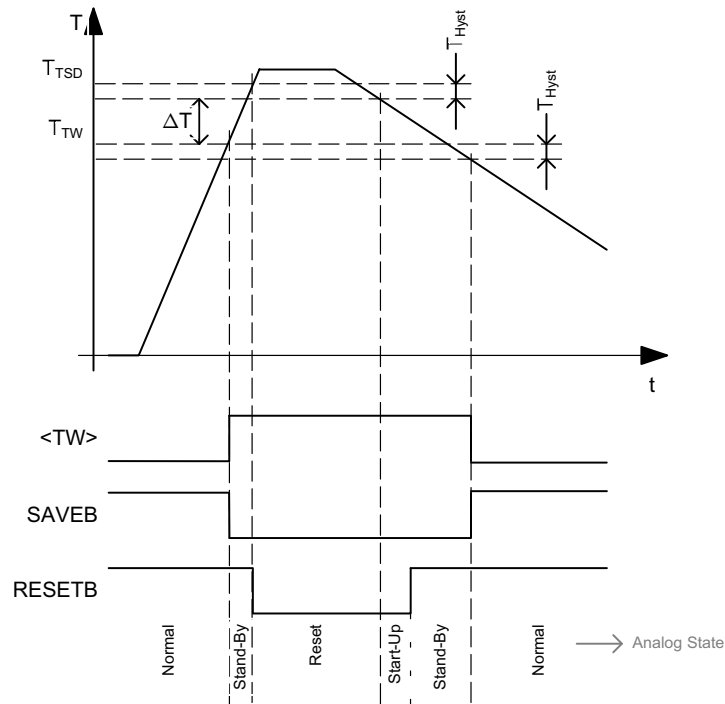 T
T_Hyst
T_TSD
T_Hyst
ΔT
T_TW
t
<TW>
SAVEB
RESETB
Normal
Stand-By
Reset
Start-Up
Stand-By
Normal
Analog State